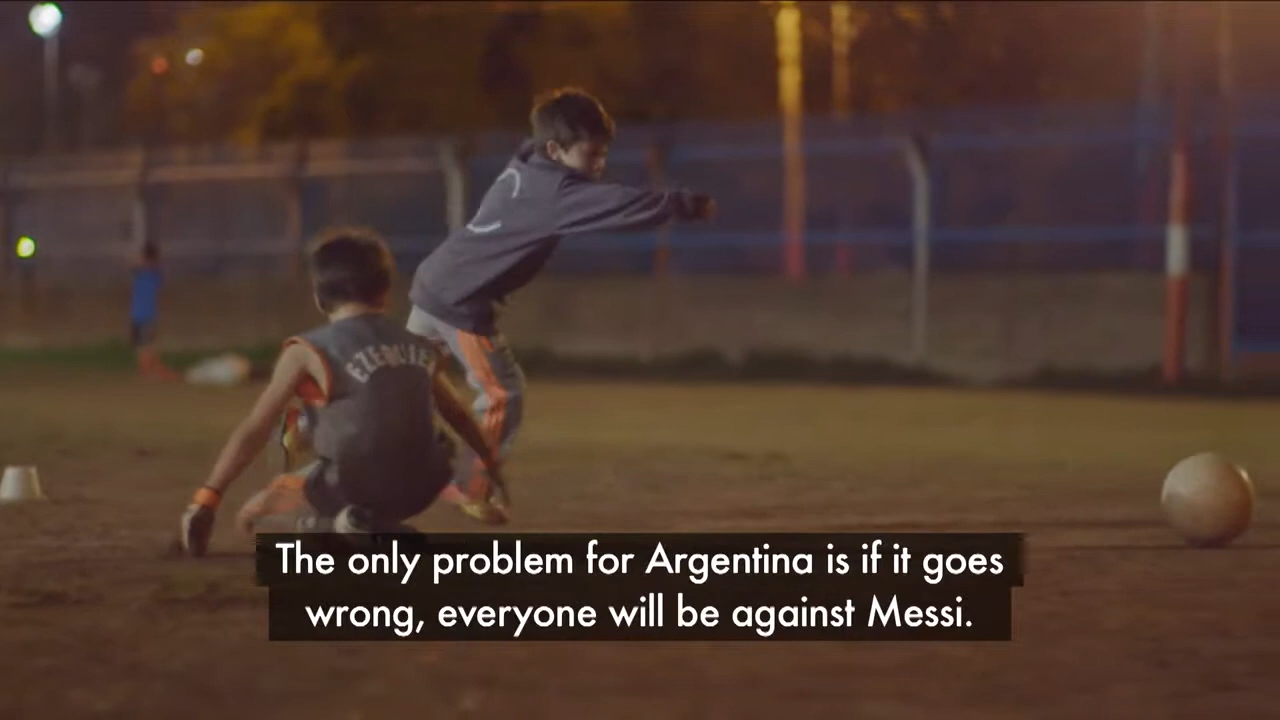 EZEQUIEL
The only problem for Argentina is if it goes
wrong, everyone will be against Messi.